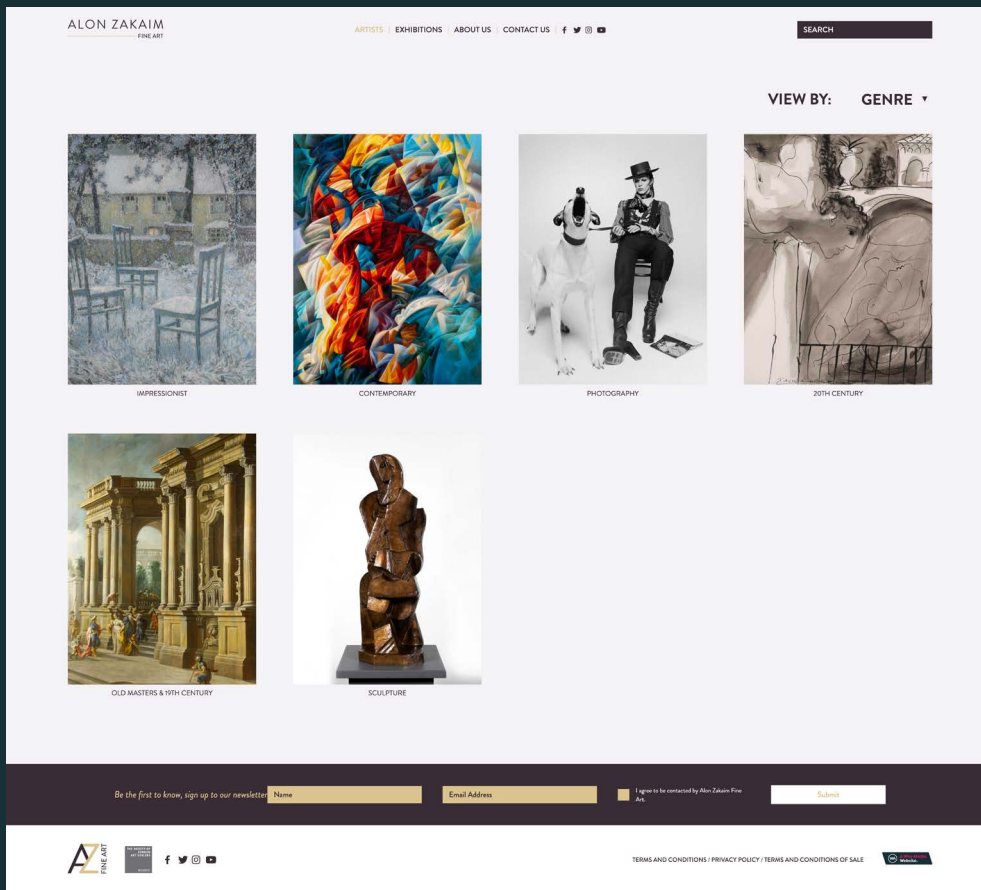 ALON ZAKAIM
FINE ART
ARTISTS
EXHIBITIONS
ABOUT US
CONTACT US
SEARCH
VIEW BY:
GENRE
IMPRESSIONIST
CONTEMPORARY
PHOTOGRAPHY
20TH CENTURY
OLD MASTERS & 19TH CENTURY
SCULPTURE
Be the first to know, sign up to our newsletter
Name
Email Address
I agree to be contacted by Alon Zakaim Fine
Art.
Submit
AZ
FINE ART
TERMS AND CONDITIONS / PRIVACY POLICY / TERMS AND CONDITIONS OF SALE